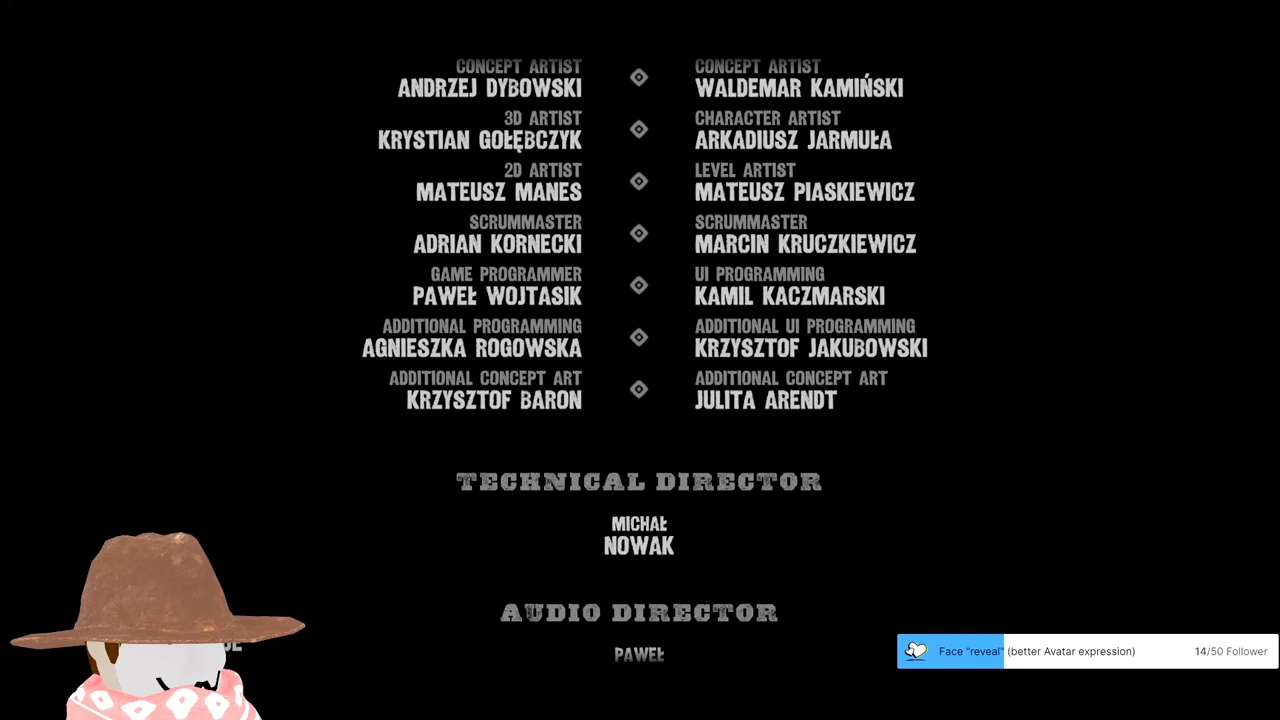 CONCEPT ARTIST
ANDRZEJ DYBOWSKI
CONCEPT ARTIST
WALDEMAR KAMIŃSKI
3D ARTIST
KRYSTIAN GOŁĘBCZYK
CHARACTER ARTIST
ARKADIUSZ JARMUŁA
2D ARTIST
MATEUSZ MANES
LEVEL ARTIST
MATEUSZ PIASKIEWICZ
SCRUMMASTER
ADRIAN KORNECKI
SCRUMMASTER
MARCIN KRUCZKIEWICZ
GAME PROGRAMMER
PAWEŁ WOJTASIK
UI PROGRAMMING
KAMIL KACZMARSKI
ADDITIONAL PROGRAMMING
AGNIESZKA ROGOWSKA
ADDITIONAL UI PROGRAMMING
KRZYSZTOF JAKUBOWSKI
ADDITIONAL CONCEPT ART
KRZYSZTOF BARON
ADDITIONAL CONCEPT ART
JULITA ARENDT
TECHNICAL DIRECTOR
MICHAŁ
NOWAK
AUDIO DIRECTOR
PAWEŁ
Face "reveal" (better Avatar expression) 14/50 Follower